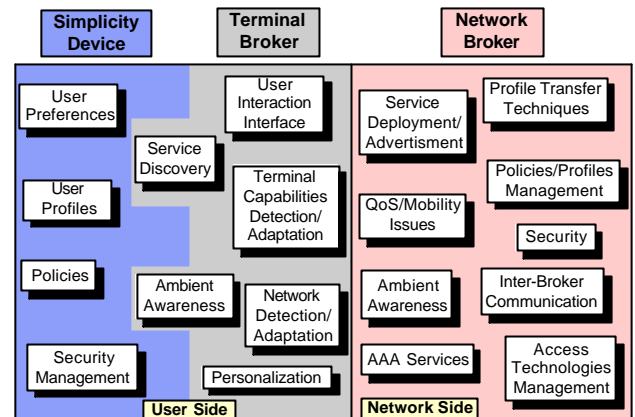 Simplicity
Device
Terminal
Broker
Network
Broker
User
Preferences
User
Profiles
Policies
Security
Management
Service
Discovery
Ambient
Awareness
User
Interaction
Interface
Terminal
Capabilities
Detection/
Adaptation
Network
Detection/
Adaptation
Personalization
User Side
Service
Deployment/
Advertisment
QoS/Mobility
Issues
Ambient
Awareness
AAA Services
Profile Transfer
Techniques
Policies/Profiles
Management
Security
Inter-Broker
Communication
Access
Technologies
Management
Network Side